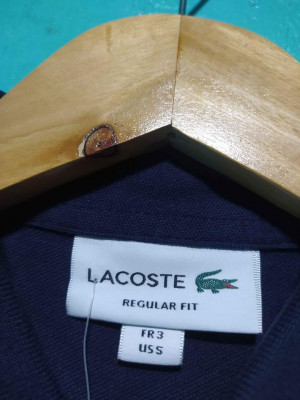 LACOSTE
REGULAR FIT
FR3
US S